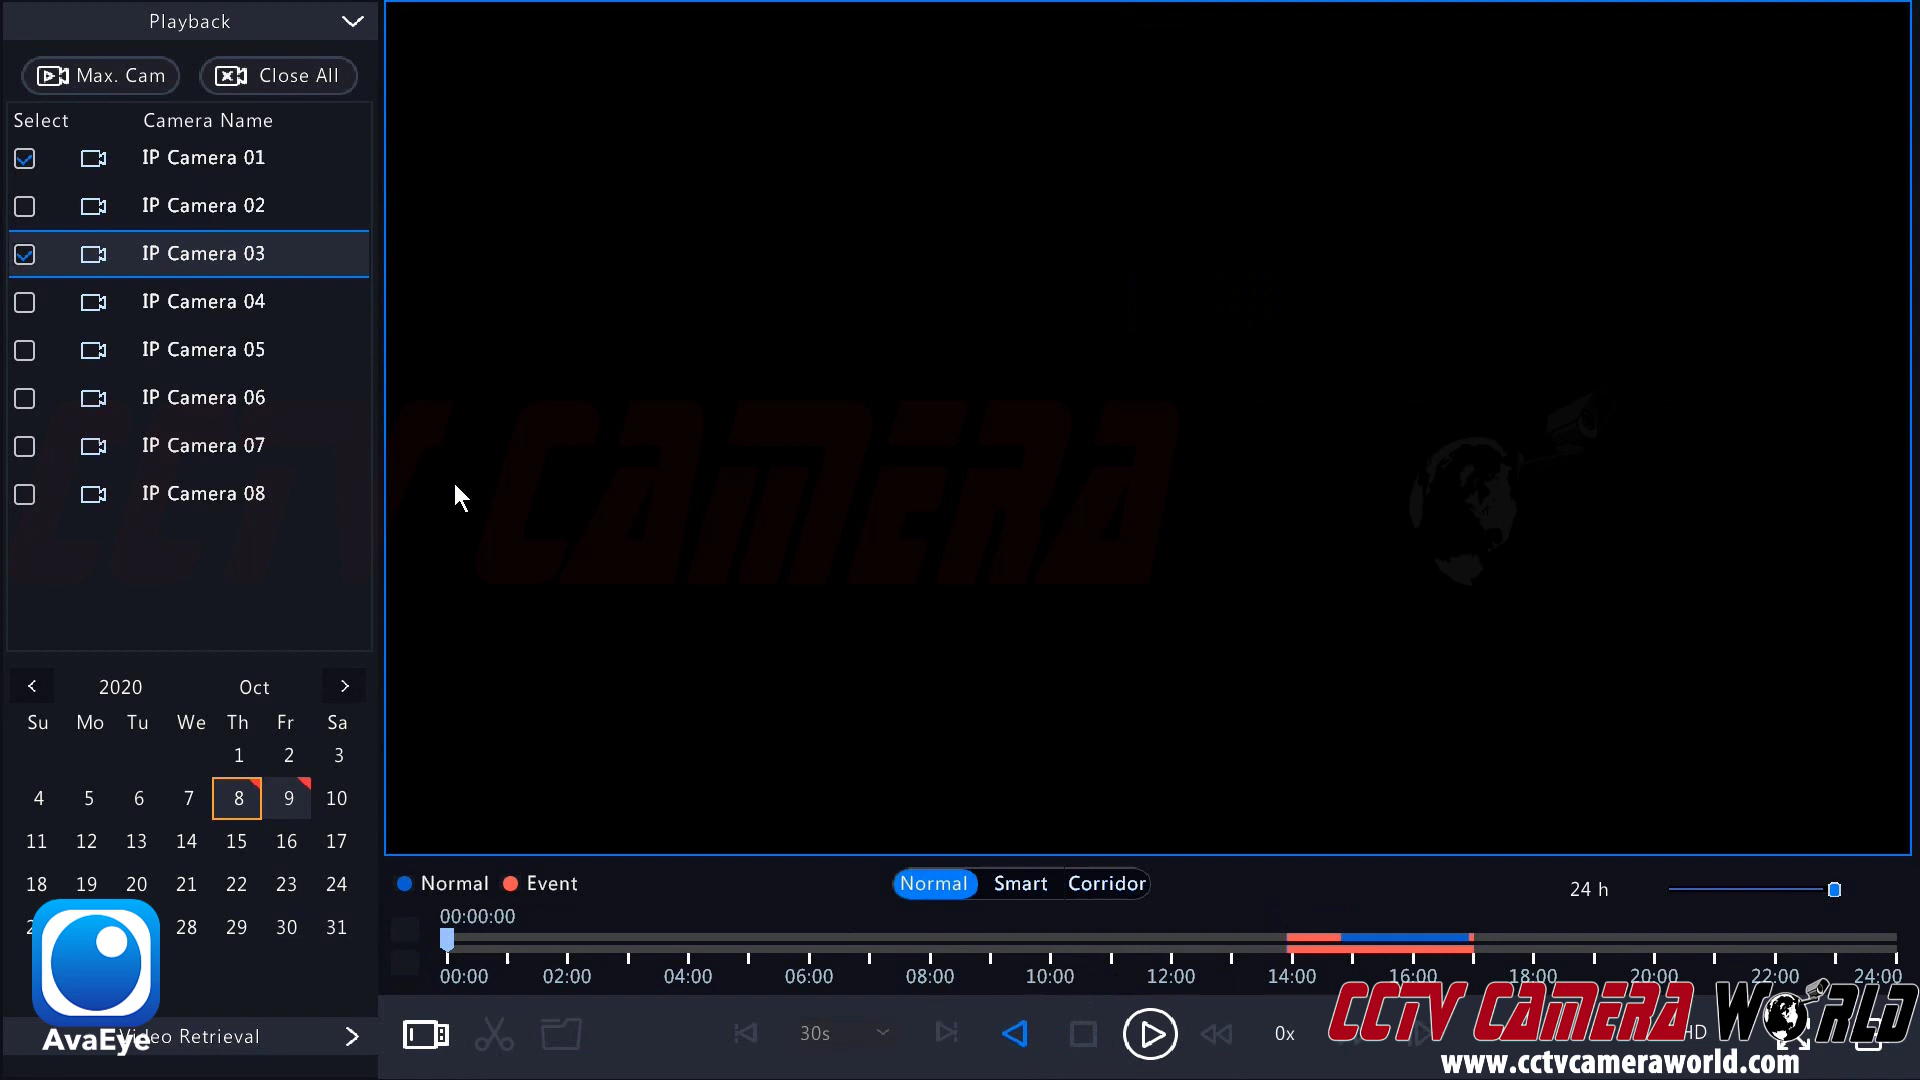 Playback
Max. Cam
Close All
Select
Camera Name
IP Camera 01
IP Camera 02
IP Camera 03
IP Camera 04
IP Camera 05
IP Camera 06
IP Camera 07
IP Camera 08
CCTV CAMERA
2020
Oct
Su Mo Tu We Th Fr Sa
1 2 3
4 5 6 7 8 9 10
11 12 13 14 15 16 17
18 19 20 21 22 23 24
28 29 30 31
Normal
Event
Normal
Smart
Corridor
24 h
00:00:00
00:00 02:00 04:00 06:00 08:00 10:00 12:00 14:00 16:00 18:00 20:00 22:00 24:00
AvaEye
Video Retrieval
30s
0x
HD
CCTV CAMERA WORLD
www.cctvcameraworld.com